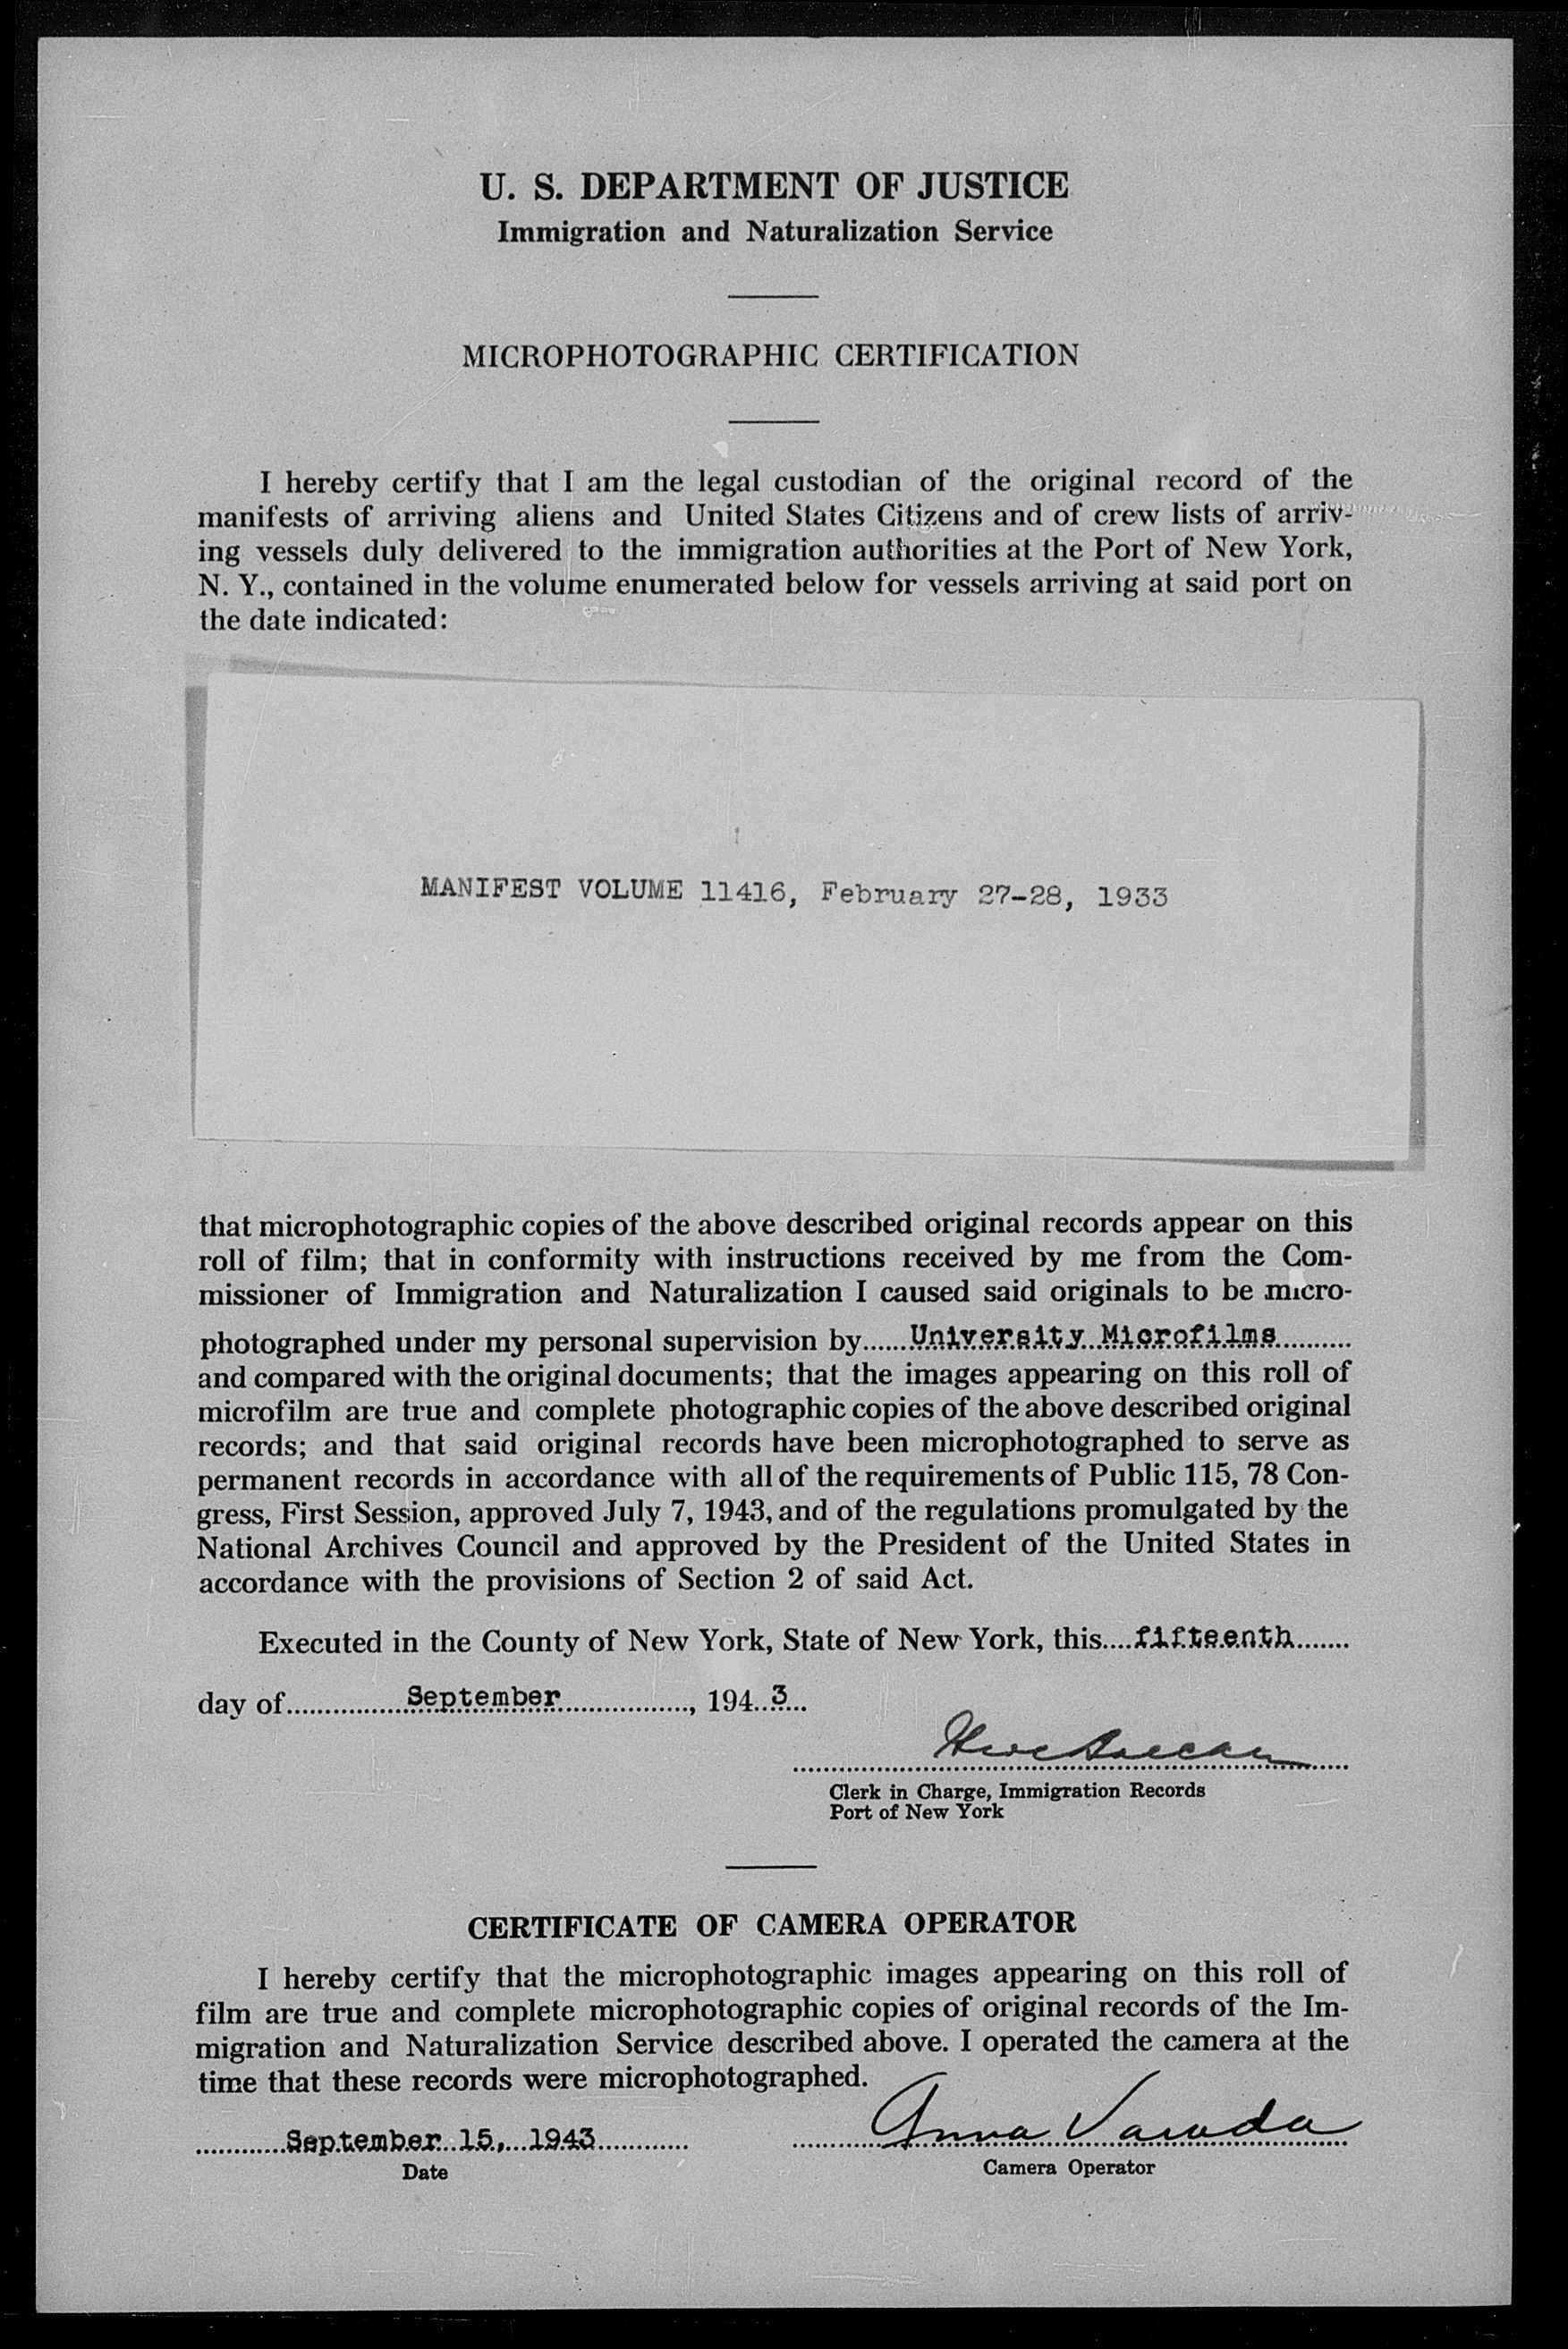 U. S. DEPARTMENT OF JUSTICE
Immigration and Naturalization Service
MICROPHOTOGRAPHIC CERTIFICATION
I hereby certify that I am the legal custodian of the original record of the
manifests of arriving aliens and United States Citizens and of crew lists of arriv-
ing vessels duly delivered to the immigration authorities at the Port of New York,
N. Y., contained in the volume enumerated below for vessels arriving at said port on
the date indicated:
MANIFEST VOLUME 11416, February 27-28, 1933
that microphotographic copies of the above described original records appear on this
roll of film; that in conformity with instructions received by me from the Com-
missioner of Immigration and Naturalization I caused said originals to be micro-
photographed under my personal supervision by......University Microfilms..........
and compared with the original documents; that the images appearing on this roll of
microfilm are true and complete photographic copies of the above described original
records; and that said original records have been microphotographed to serve as
permanent records in accordance with all of the requirements of Public 115, 78 Con-
gress, First Session, approved July 7, 1943, and of the regulations promulgated by the
National Archives Council and approved by the President of the United States in
accordance with the provisions of Section 2 of said Act.
Executed in the County of New York, State of New York, this....fifteenth.......
day of................September................, 194..3...
Clerk in Charge, Immigration Records
Port of New York
CERTIFICATE OF CAMERA OPERATOR
I hereby certify that the microphotographic images appearing on this roll of
film are true and complete microphotographic copies of original records of the Im-
migration and Naturalization Service described above. I operated the camera at the
time that these records were microphotographed.
Anna
............September 15, 1943............
Date
Camera Operator